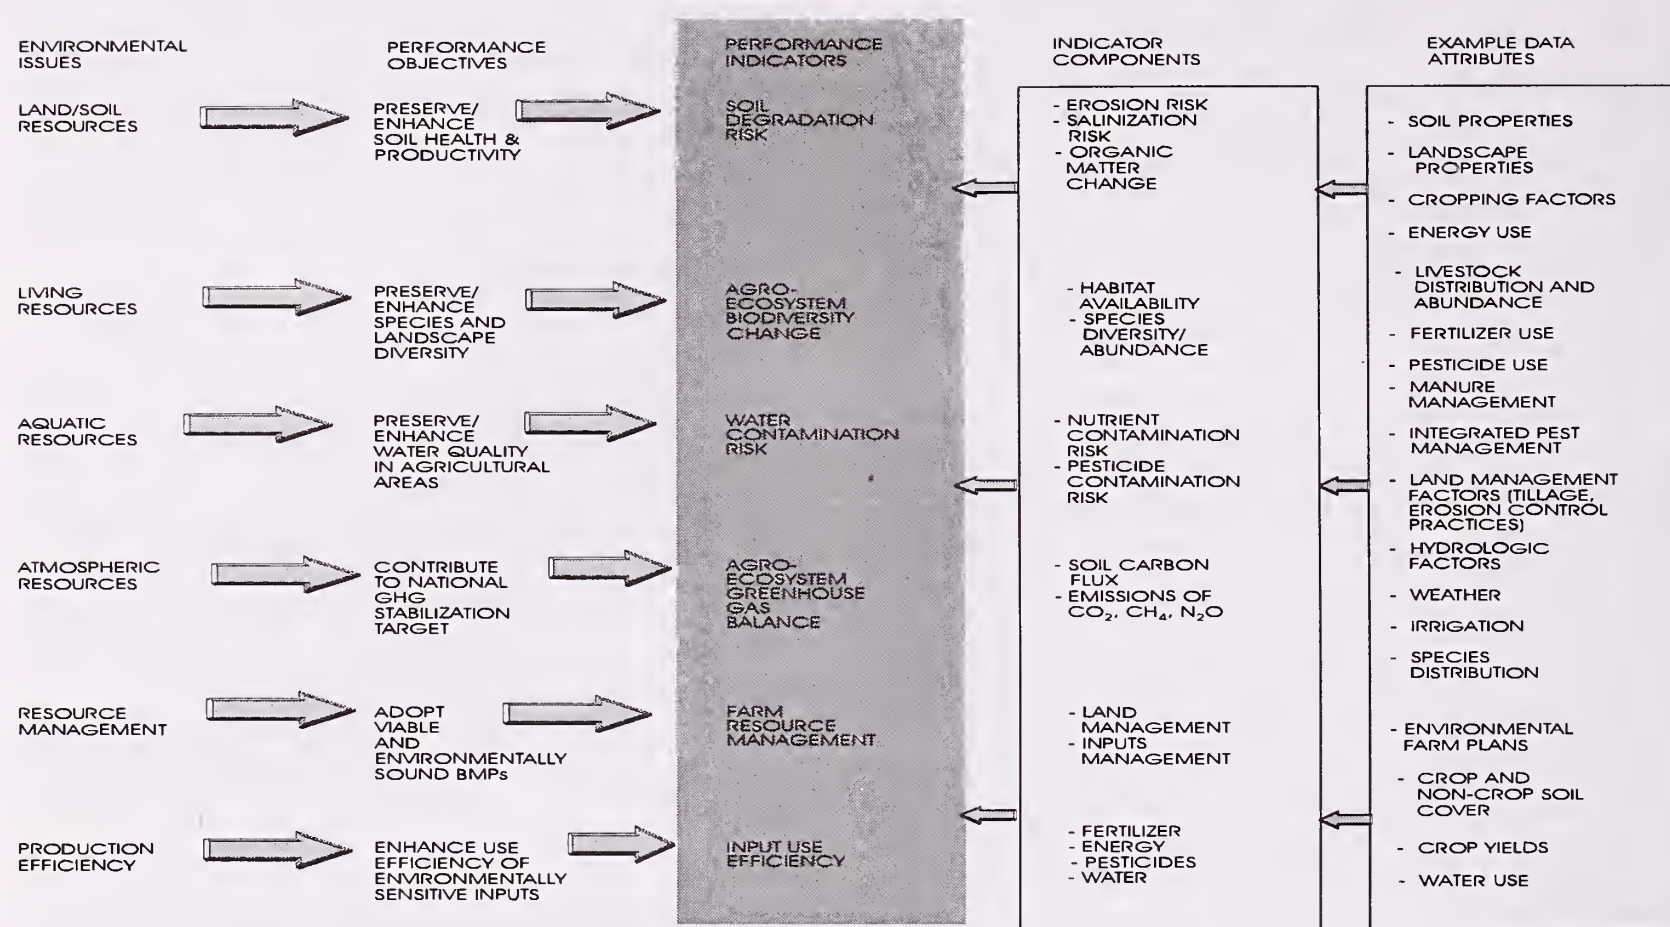 ENVIRONMENTAL
ISSUES
PERFORMANCE
OBJECTIVES
PERFORMANCE
INDICATORS
INDICATOR
COMPONENTS
EXAMPLE DATA
ATTRIBUTES
LAND/SOIL
RESOURCES
PRESERVE/
ENHANCE
SOIL HEALTH &
PRODUCTIVITY
SOIL
DEGRADATION
RISK
- EROSION RISK
- SALINIZATION
RISK
- ORGANIC
MATTER
CHANGE
LIVING
RESOURCES
PRESERVE/
ENHANCE
SPECIES AND
LANDSCAPE
DIVERSITY
AGRO-
ECOSYSTEM
BIODIVERSITY
CHANGE
- HABITAT
AVAILABILITY
- SPECIES
DIVERSITY/
ABUNDANCE
AQUATIC
RESOURCES
PRESERVE/
ENHANCE
WATER QUALITY
IN AGRICULTURAL
AREAS
WATER
CONTAMINATION
RISK
- NUTRIENT
CONTAMINATION
RISK
- PESTICIDE
CONTAMINATION
RISK
ATMOSPHERIC
RESOURCES
CONTRIBUTE
TO NATIONAL
GHG
STABILIZATION
TARGET
AGRO-
ECOSYSTEM
GREENHOUSE
GAS
BALANCE
- SOIL CARBON
FLUX
- EMISSIONS OF
CO₂, CH₄, N₂O
RESOURCE
MANAGEMENT
ADOPT
VIABLE
AND
ENVIRONMENTALLY
SOUND BMPs
FARM
RESOURCE
MANAGEMENT
- LAND
MANAGEMENT
- INPUTS
MANAGEMENT
PRODUCTION
EFFICIENCY
ENHANCE USE
EFFICIENCY OF
ENVIRONMENTALLY
SENSITIVE INPUTS
INPUT USE
EFFICIENCY
- FERTILIZER
- ENERGY
- PESTICIDES
- WATER
- SOIL PROPERTIES
- LANDSCAPE
PROPERTIES
- CROPPING FACTORS
- ENERGY USE
- LIVESTOCK
DISTRIBUTION AND
ABUNDANCE
- FERTILIZER USE
- PESTICIDE USE
- MANURE
MANAGEMENT
- INTEGRATED PEST
MANAGEMENT
- LAND MANAGEMENT
FACTORS (TILLAGE,
EROSION CONTROL
PRACTICES)
- HYDROLOGIC
FACTORS
- WEATHER
- IRRIGATION
- SPECIES
DISTRIBUTION
- ENVIRONMENTAL
FARM PLANS
- CROP AND
NON-CROP SOIL
COVER
- CROP YIELDS
- WATER USE